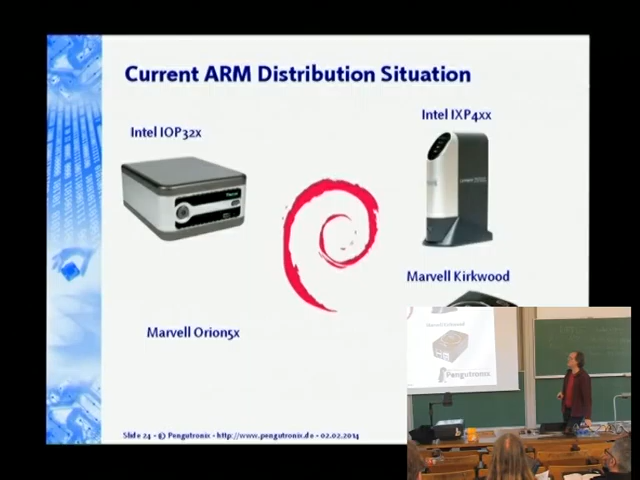 Current ARM Distribution Situation
Intel IOP32x
Intel IXP4xx
Marvell Kirkwood
Marvell Orion5x
Pengutronix
Slide 24 - © Pengutronix - http://www.pengutronix.de - 02.02.2014